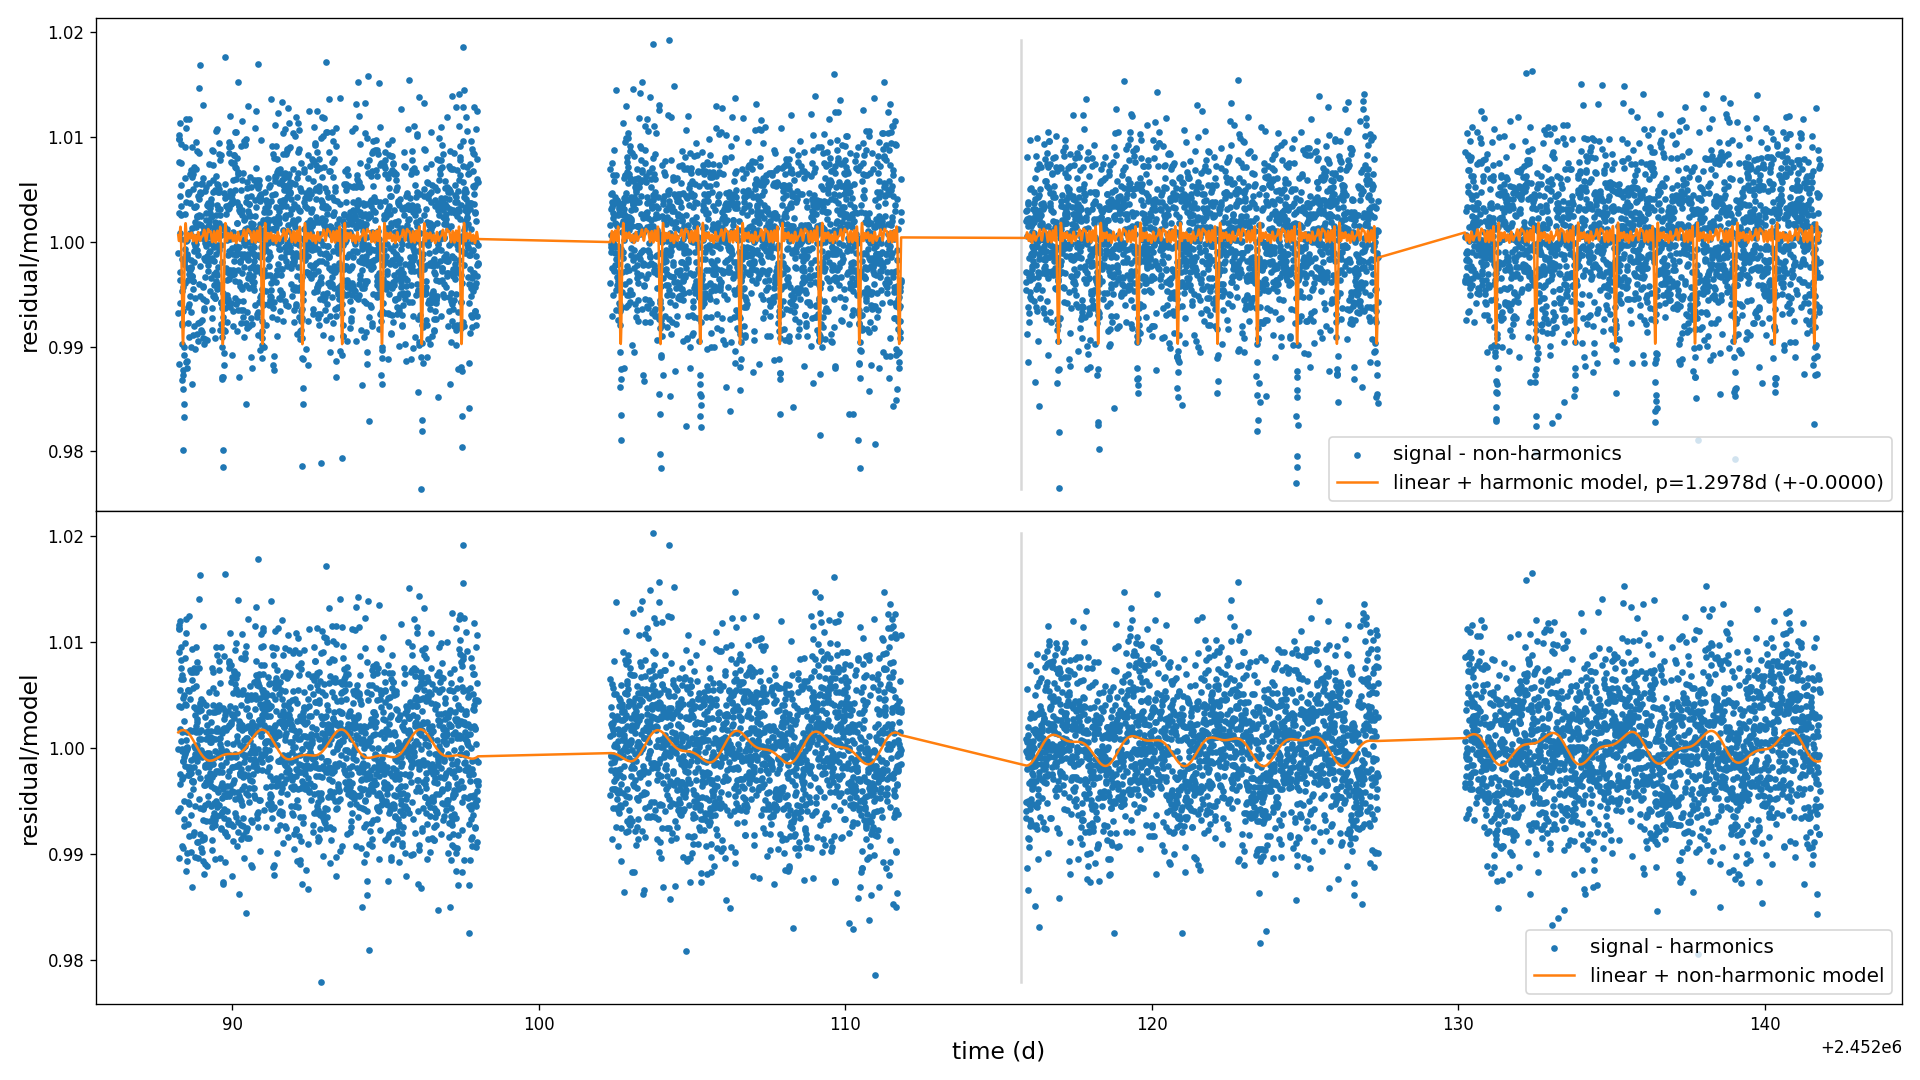 1.02
1.01
1.00
0.99
0.98
residual/model
signal - non-harmonics
linear + harmonic model, p=1.2978d (+-0.0000)
1.02
1.01
1.00
0.99
0.98
residual/model
signal - harmonics
linear + non-harmonic model
90 100 110 120 130 140
time (d)
+2.452e6